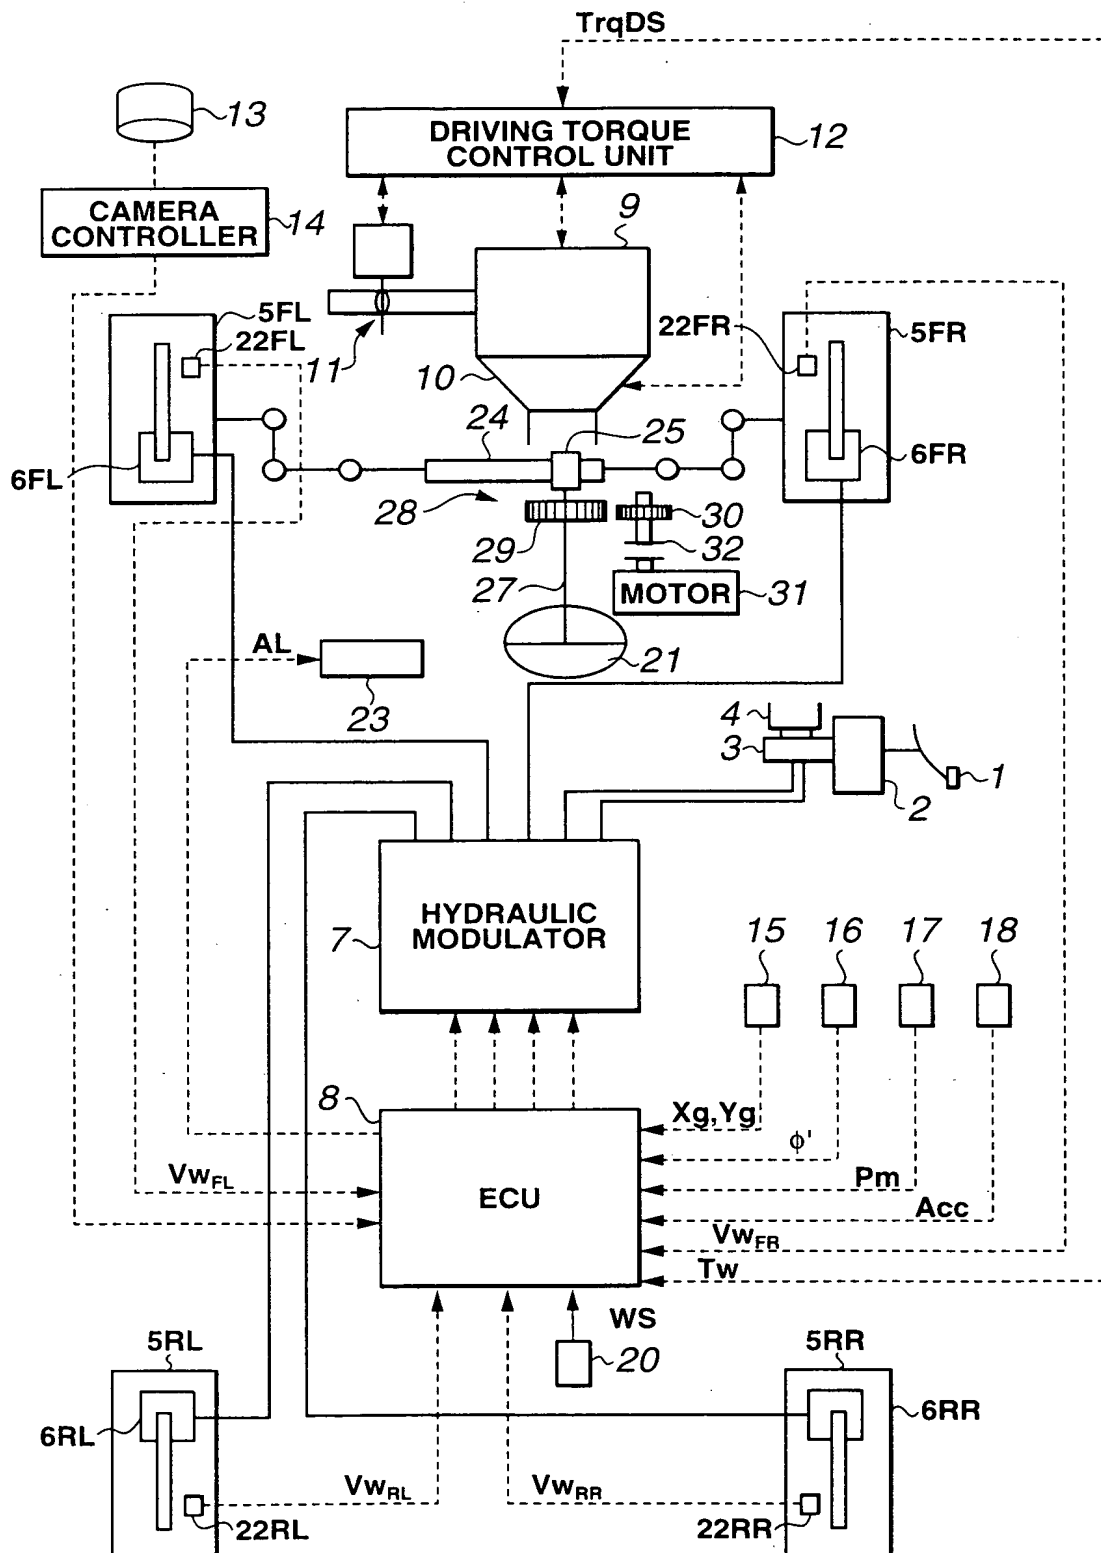 TrqDS
13
DRIVING TORQUE
CONTROL UNIT
12
CAMERA
CONTROLLER
14
9
5FL
22FL
11
10
22FR
5FR
24
25
6FL
6FR
28
29
30
32
27
MOTOR
31
AL
21
23
4
3
2
1
HYDRAULIC
MODULATOR
7
15
16
17
18
8
Xg,Yg
ϕ'
Pm
Acc
VwFL
ECU
VwFR
Tw
WS
20
5RL
5RR
6RL
6RR
VwRL
VwRR
22RL
22RR